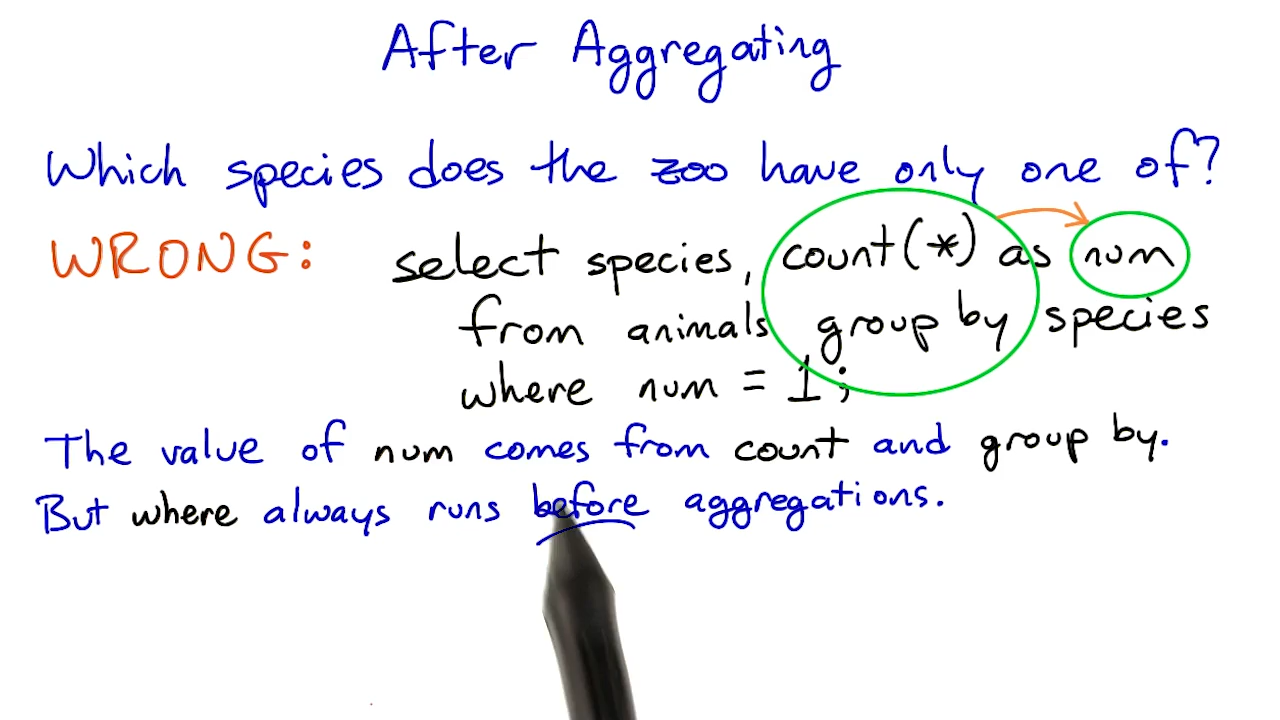 After Aggregating
Which species does the zoo have only one of?
WRONG: select species, count(*) as num
from animals group by species
where num = 1;
The value of num comes from count and group by.
But where always runs before aggregations.